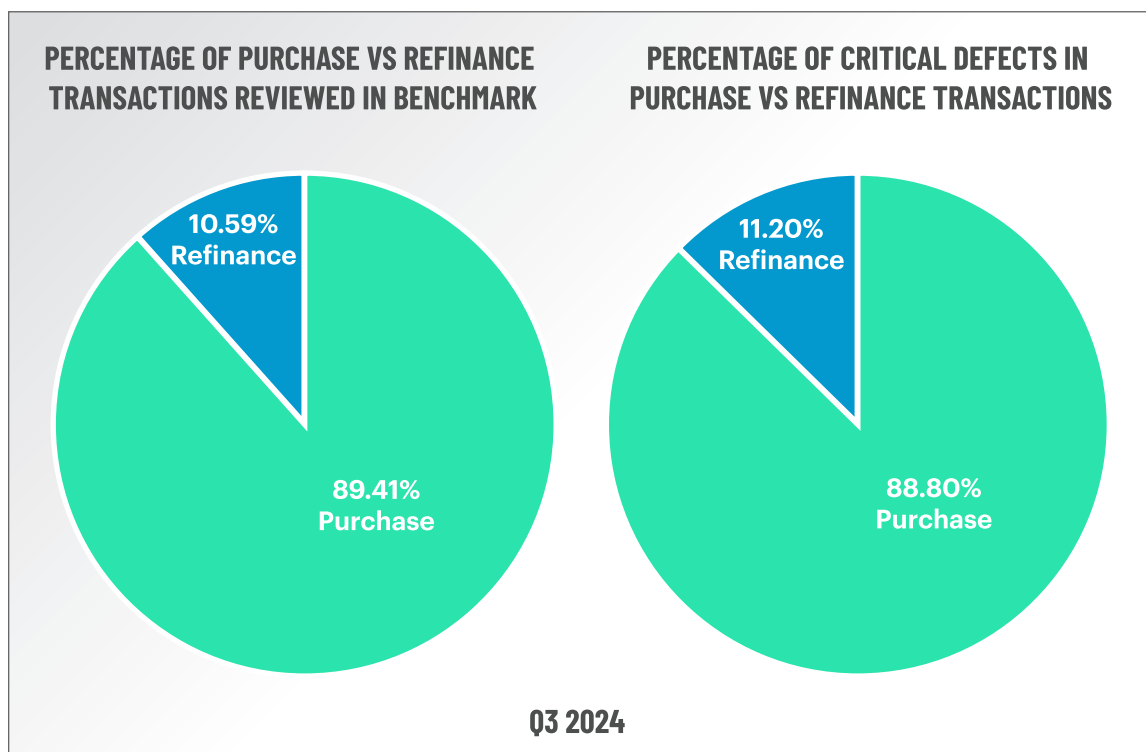 PERCENTAGE OF PURCHASE VS REFINANCE
TRANSACTIONS REVIEWED IN BENCHMARK
10.59%
Refinance
89.41%
Purchase
PERCENTAGE OF CRITICAL DEFECTS IN
PURCHASE VS REFINANCE TRANSACTIONS
11.20%
Refinance
88.80%
Purchase
Q3 2024